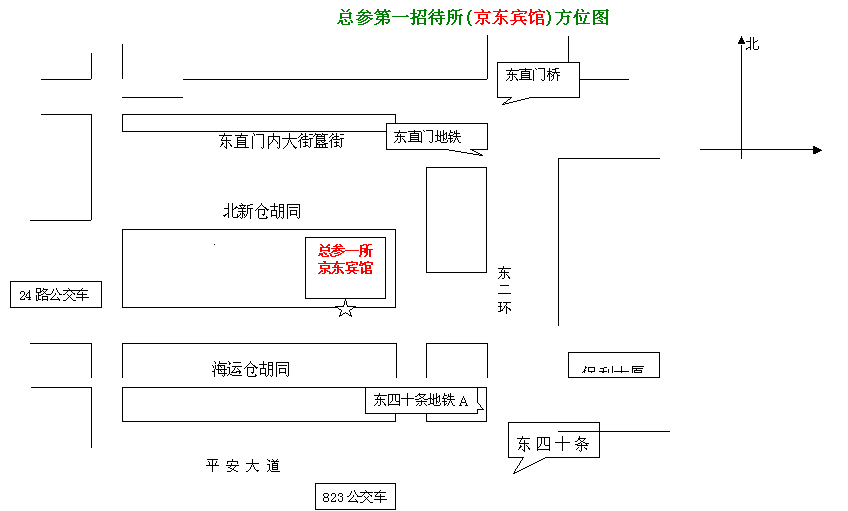 总参第一招待所(京东宾馆)方位图
北
东直门桥
东直门地铁
东直门内大街簋街
北新仓胡同
总参一所
京东宾馆
东
二
环
24路公交车
海运仓胡同
保利大厦
东四十条地铁A
东四十条
平安大道
823公交车